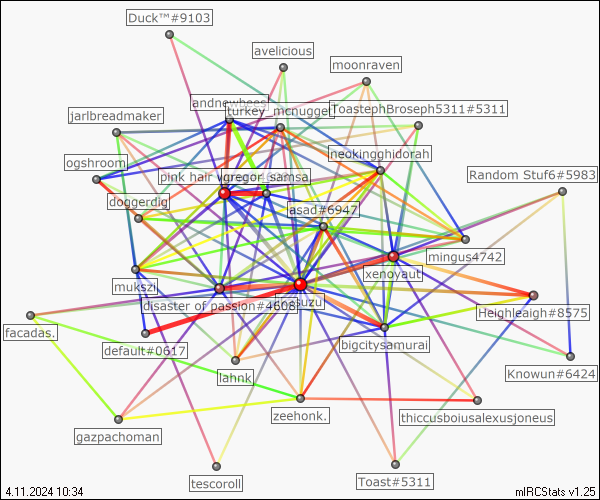 Duck™#9103
avelicious
moonraven
andnewhees
turkey_mcnugget
ToastephBroseph5311#5311
jarlbreadmaker
neokingghidorah
ogshroom
pink hair v
gregor_samsa
Random Stuf6#5983
doggerdig
asad#6947
mingus4742
mukszi
xenoyaut
disaster of passion#4608
suzu
Heighleaigh#8575
facadas.
default#0617
bigcitysamurai
lahnk
Knowun#6424
zeehonk.
thiccusboiusalexusjoneus
gazpachoman
tescoroll
Toast#5311
4.11.2024 10:34
mIRCStats v1.25